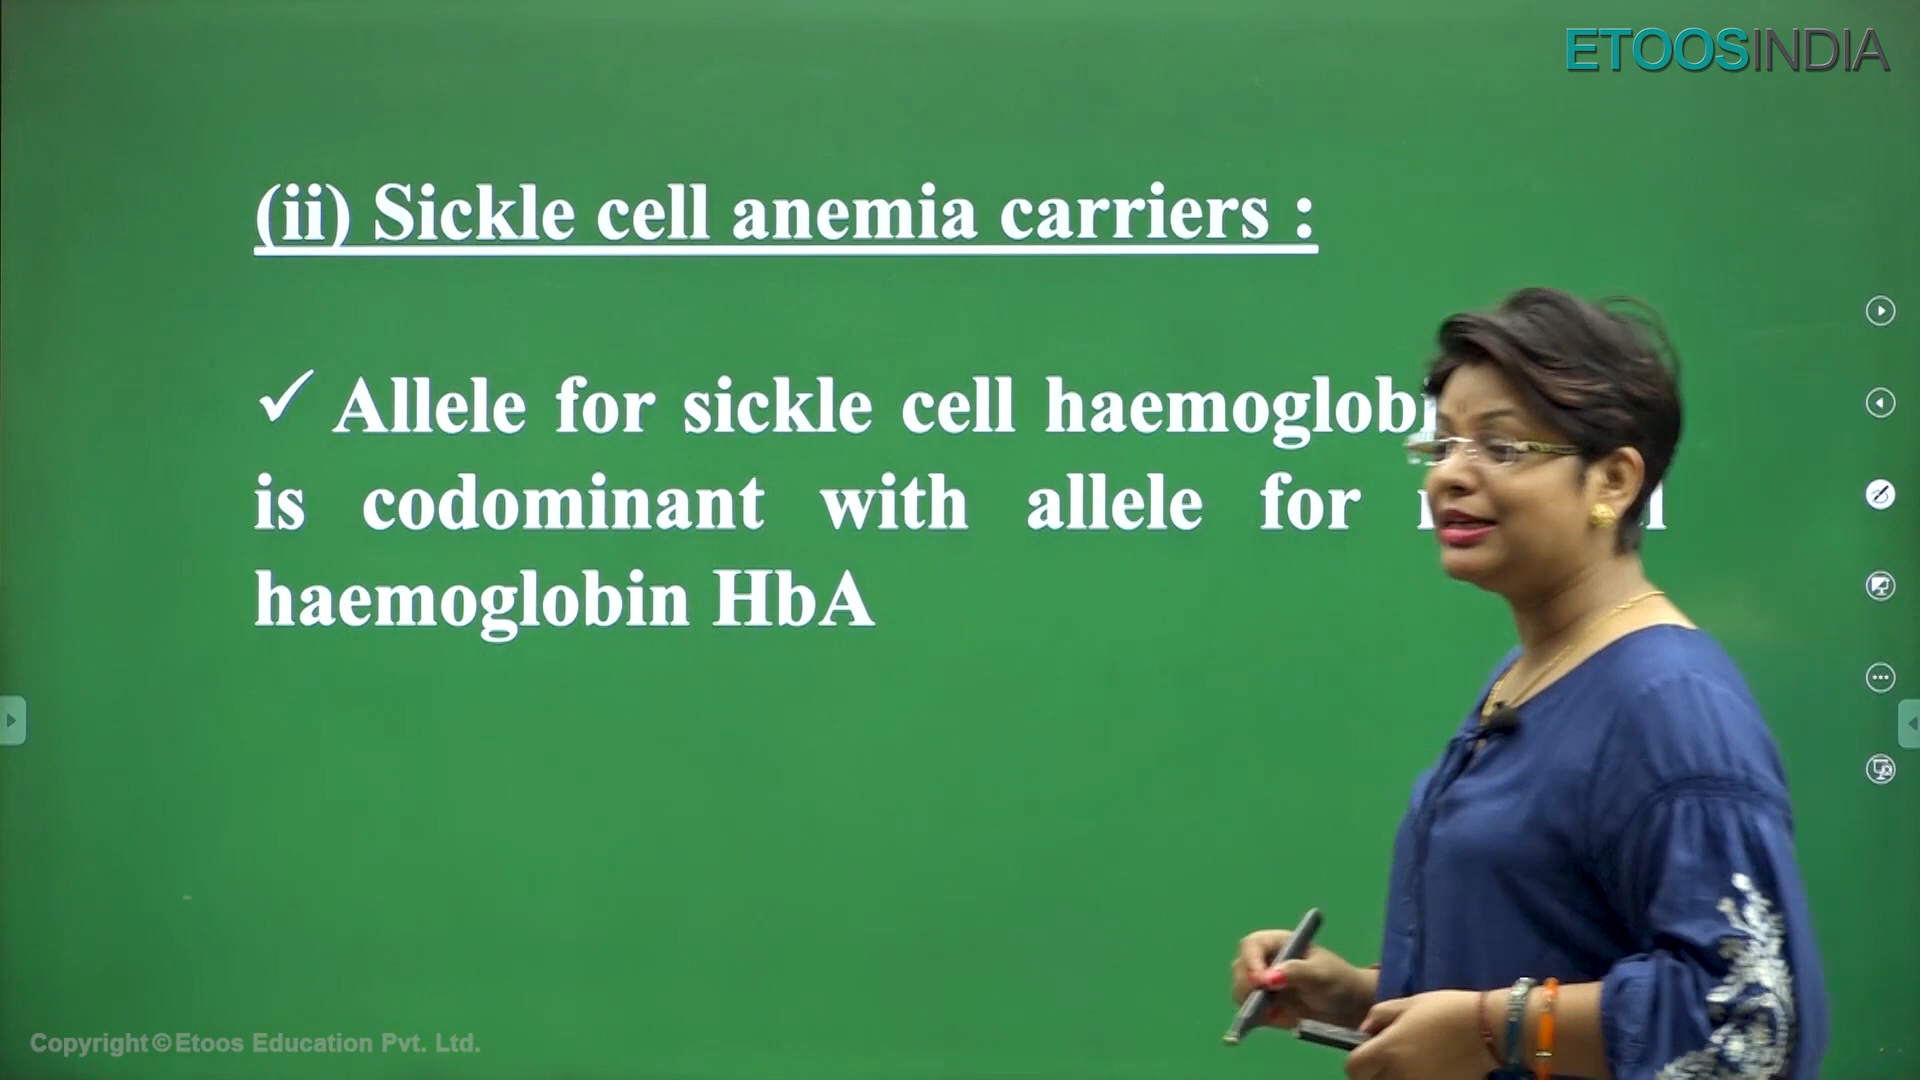 ETOOSINDIA
(ii) Sickle cell anemia carriers :
✓ Allele for sickle cell
is codominant with allele for
haemoglobin HbA
Copyright © Etoos Education Pvt. Ltd.